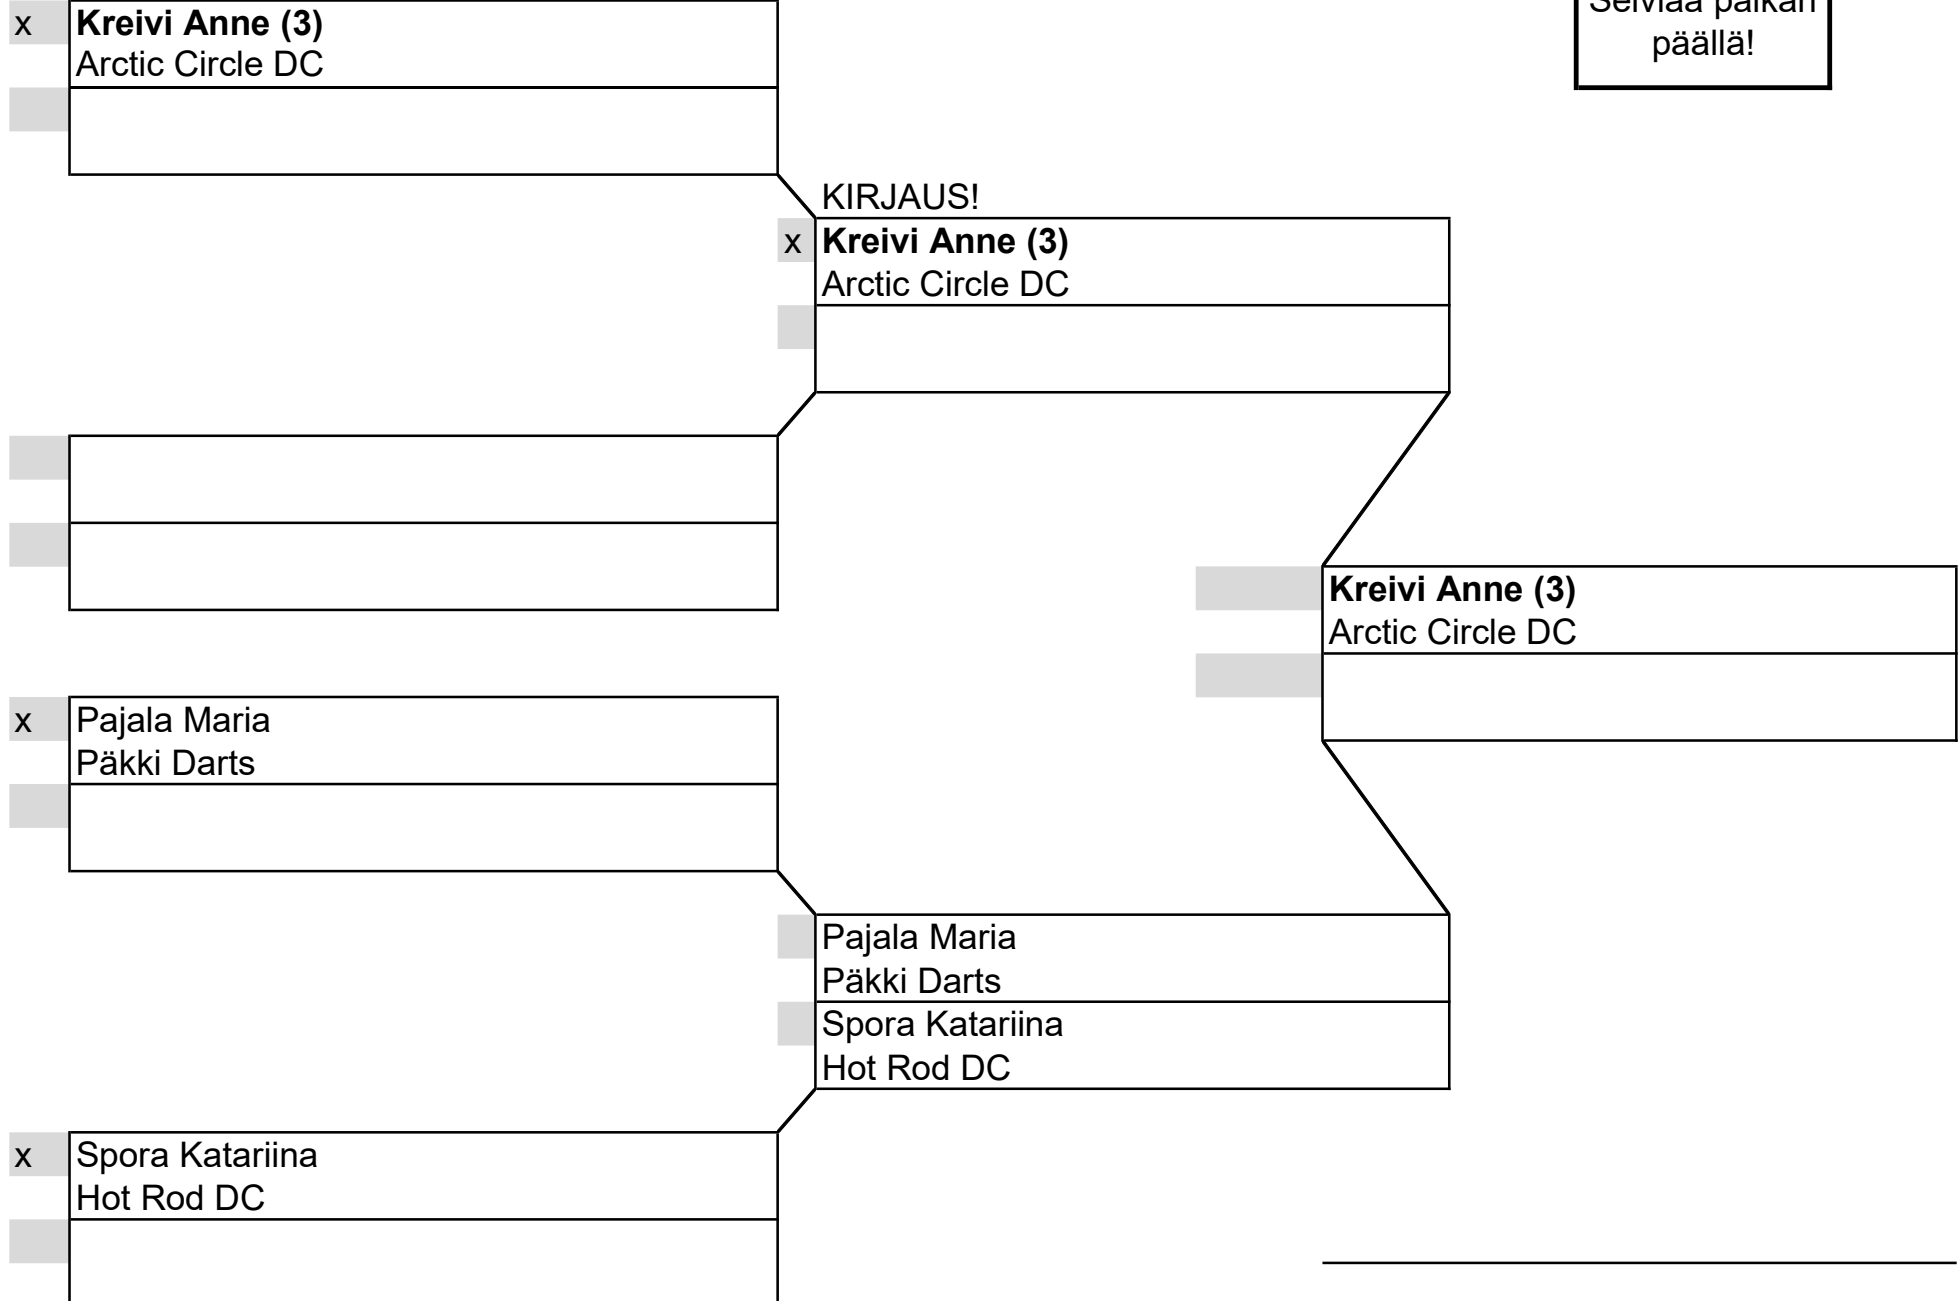 x Kreivi Anne (3)
Arctic Circle DC
Selviää paikan
päällä!
KIRJAUS!
x Kreivi Anne (3)
Arctic Circle DC
Kreivi Anne (3)
Arctic Circle DC
x Pajala Maria
Päkki Darts
Pajala Maria
Päkki Darts
Spora Katariina
Hot Rod DC
x Spora Katariina
Hot Rod DC